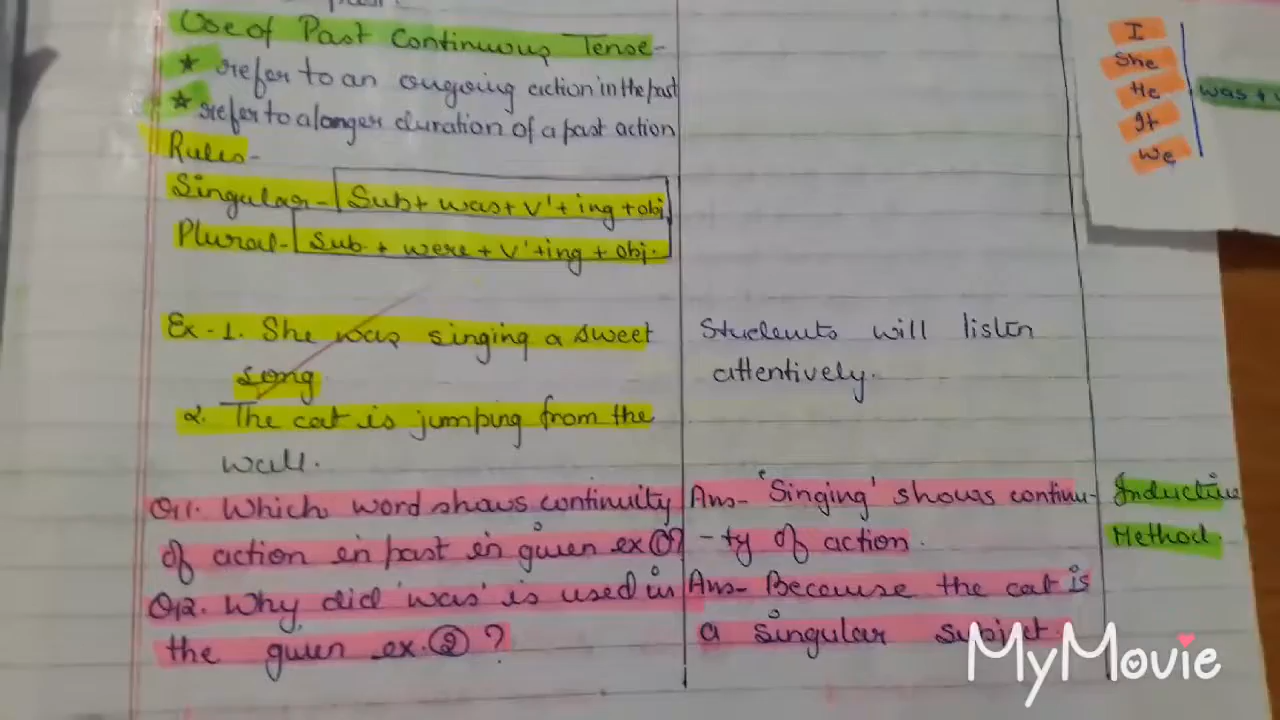 Use of Past Continuous Tense-
★ refer to an ongoing action in the past
★ refer to a longer duration of a past action
Rules-
Singular- Sub+ was+ V'+ ing +obj
Plural- Sub. + were + V'+ing + obj.
Ex-1. She was singing a sweet
song
2. The cat is jumping from the
wall.
Students will listen
attentively.
Q1. Which word shows continuity
of action in past in given ex ①?
Ans- 'Singing' shows continu-
-ty of action.
Q2. Why did 'was' is used in
the given ex.②?
Ans- Because the cat is
a singular subject.
Inductive
Method.
I
She
He
It
We
was +
MyMovie